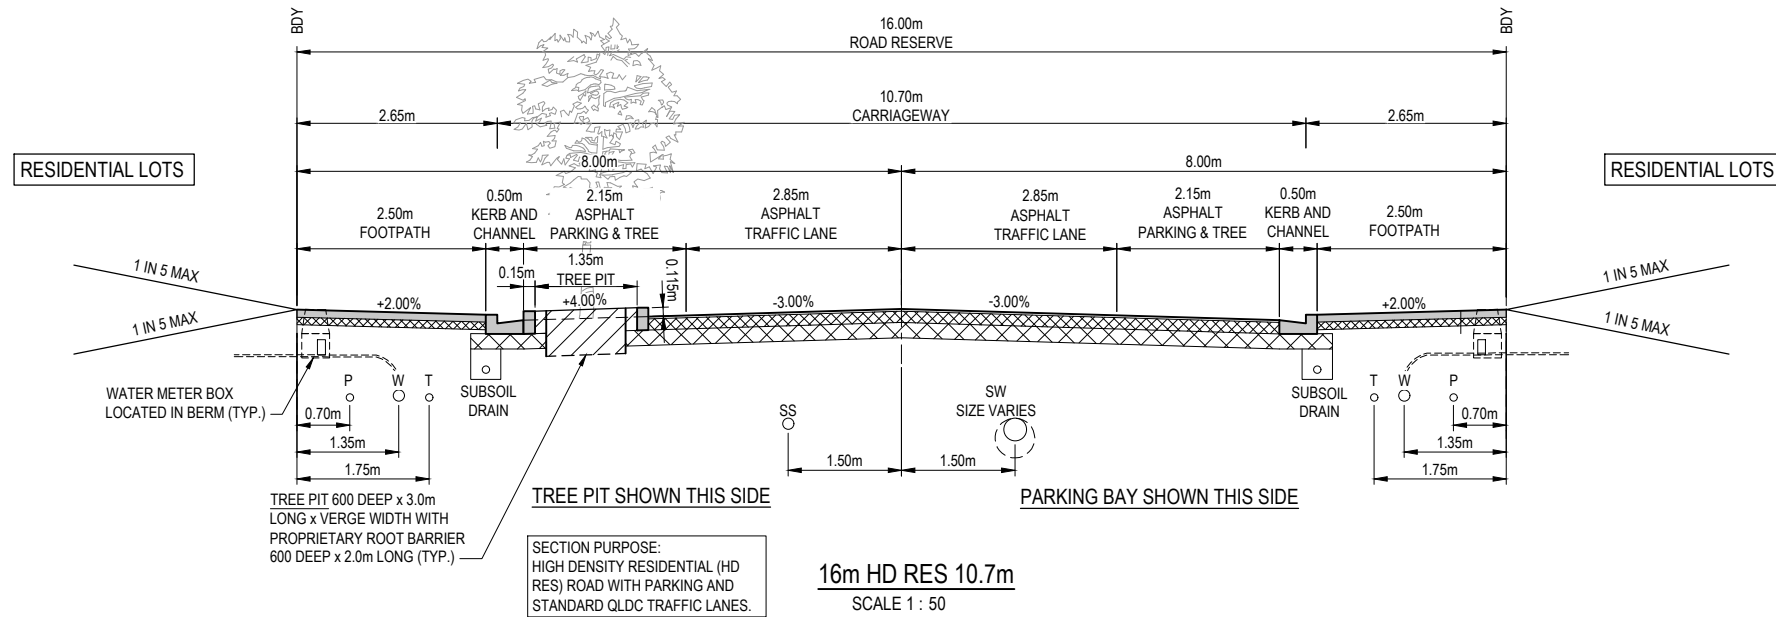 BDY
BDY
16.00m
ROAD RESERVE
2.65m
10.70m
CARRIAGEWAY
2.65m
RESIDENTIAL LOTS
8.00m
8.00m
RESIDENTIAL LOTS
2.50m
FOOTPATH
0.50m
KERB AND
CHANNEL
2.15m
ASPHALT
PARKING & TREE
2.85m
ASPHALT
TRAFFIC LANE
2.85m
ASPHALT
TRAFFIC LANE
2.15m
ASPHALT
PARKING & TREE
0.50m
KERB AND
CHANNEL
2.50m
FOOTPATH
0.15m
1.35m
TREE PIT
0.115m
1 IN 5 MAX
1 IN 5 MAX
+2.00%
+4.00%
-3.00%
-3.00%
+2.00%
1 IN 5 MAX
1 IN 5 MAX
WATER METER BOX
LOCATED IN BERM (TYP.)
P
W
T
0.70m
1.35m
1.75m
SUBSOIL
DRAIN
SS
1.50m
SW
SIZE VARIES
1.50m
SUBSOIL
DRAIN
T
W
P
0.70m
1.35m
1.75m
TREE PIT 600 DEEP x 3.0m
LONG x VERGE WIDTH WITH
PROPRIETARY ROOT BARRIER
600 DEEP x 2.0m LONG (TYP.)
TREE PIT SHOWN THIS SIDE
PARKING BAY SHOWN THIS SIDE
SECTION PURPOSE:
HIGH DENSITY RESIDENTIAL (HD
RES) ROAD WITH PARKING AND
STANDARD QLDC TRAFFIC LANES.
16m HD RES 10.7m
SCALE 1 : 50